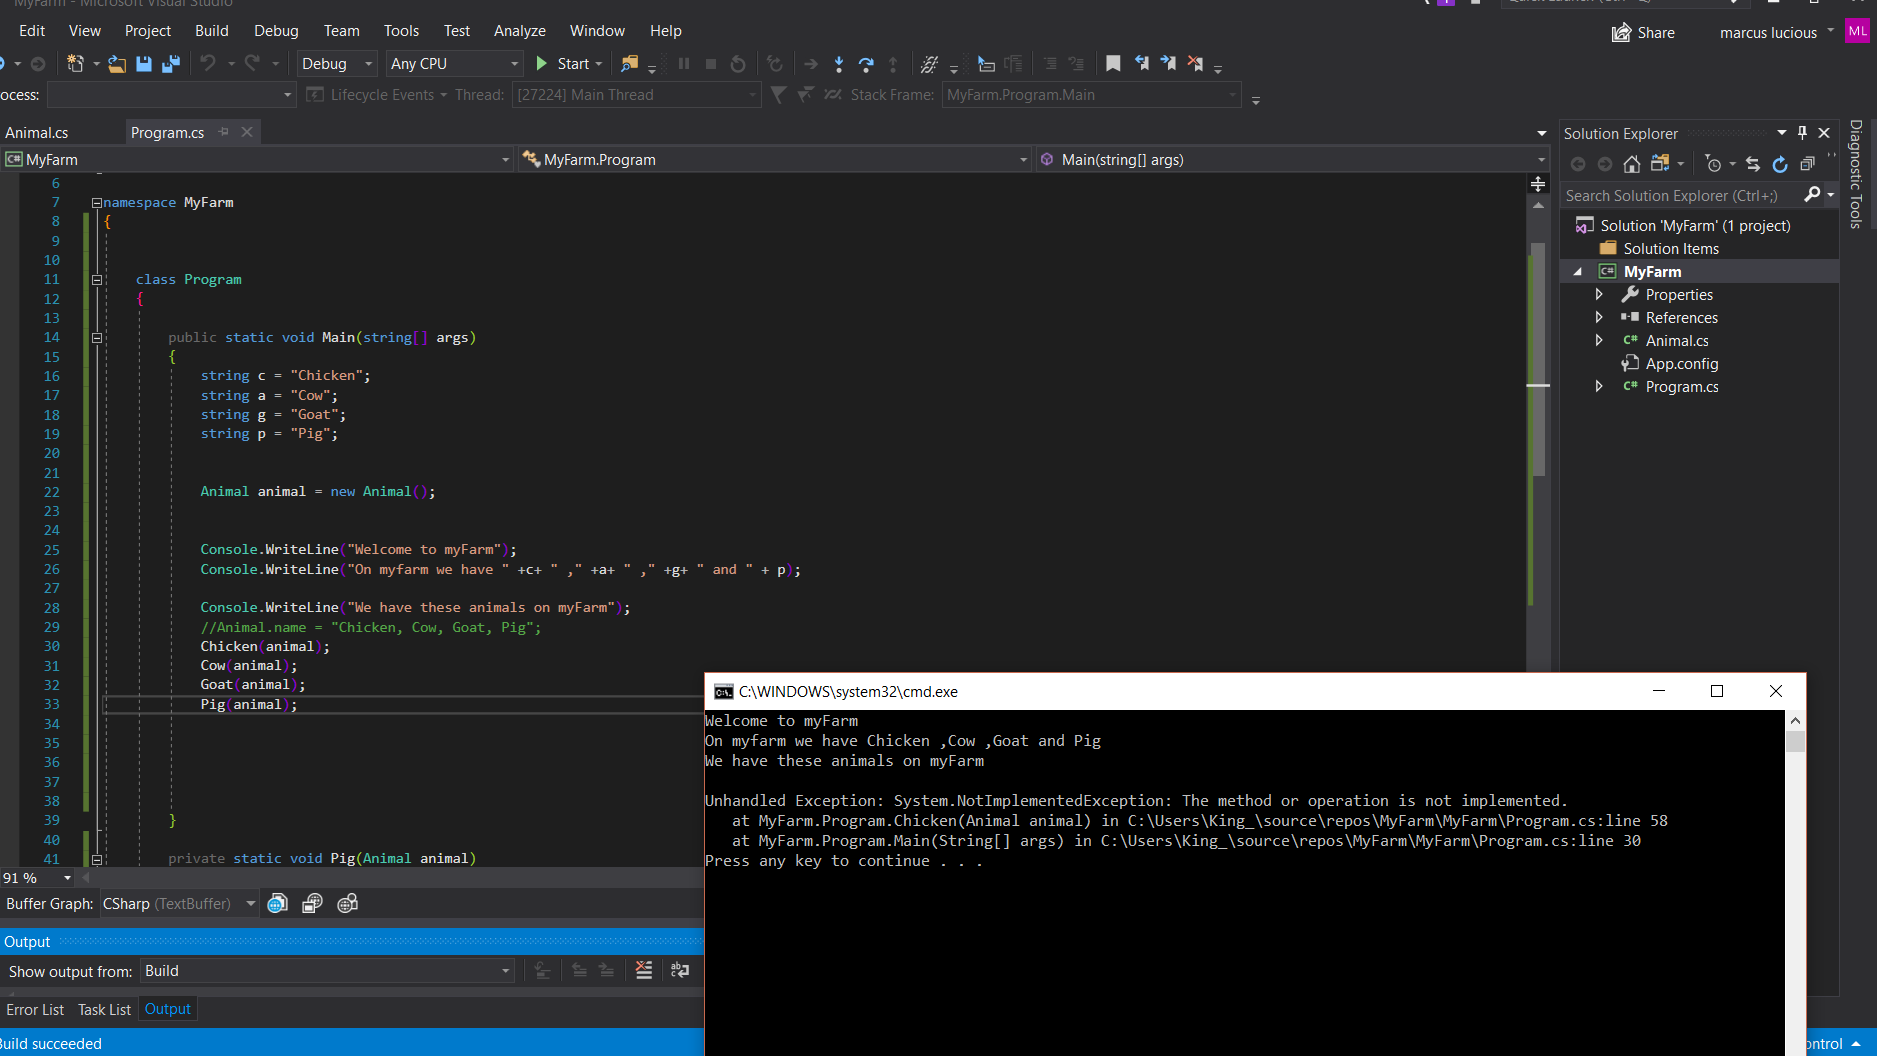 MyFarm - Microsoft Visual Studio
Edit View Project Build Debug Team Tools Test Analyze Window Help
Share marcus lucious ML
Debug Any CPU Start
ocess: Lifecycle Events Thread: [27224] Main Thread Stack Frame: MyFarm.Program.Main
Animal.cs Program.cs
C# MyFarm MyFarm.Program Main(string[] args)
6
7 namespace MyFarm
8 {
9
10
11 class Program
12 {
13
14 public static void Main(string[] args)
15 {
16 string c = "Chicken";
17 string a = "Cow";
18 string g = "Goat";
19 string p = "Pig";
20
21
22 Animal animal = new Animal();
23
24
25 Console.WriteLine("Welcome to myFarm");
26 Console.WriteLine("On myfarm we have " +c+ " ," +a+ " ," +g+ " and " + p);
27
28 Console.WriteLine("We have these animals on myFarm");
29 //Animal.name = "Chicken, Cow, Goat, Pig";
30 Chicken(animal);
31 Cow(animal);
32 Goat(animal);
33 Pig(animal);
34
35
36
37
38
39 }
40
41 private static void Pig(Animal animal)
91 %
Buffer Graph: CSharp (TextBuffer)
Output
Show output from: Build
Error List Task List Output
Build succeeded
Solution Explorer
Search Solution Explorer (Ctrl+;)
Solution 'MyFarm' (1 project)
Solution Items
C# MyFarm
Properties
References
C# Animal.cs
App.config
C# Program.cs
Diagnostic Tools
C:\WINDOWS\system32\cmd.exe
Welcome to myFarm
On myfarm we have Chicken ,Cow ,Goat and Pig
We have these animals on myFarm
Unhandled Exception: System.NotImplementedException: The method or operation is not implemented.
at MyFarm.Program.Chicken(Animal animal) in C:\Users\King_\source\repos\MyFarm\MyFarm\Program.cs:line 58
at MyFarm.Program.Main(String[] args) in C:\Users\King_\source\repos\MyFarm\MyFarm\Program.cs:line 30
Press any key to continue . . .
ontrol